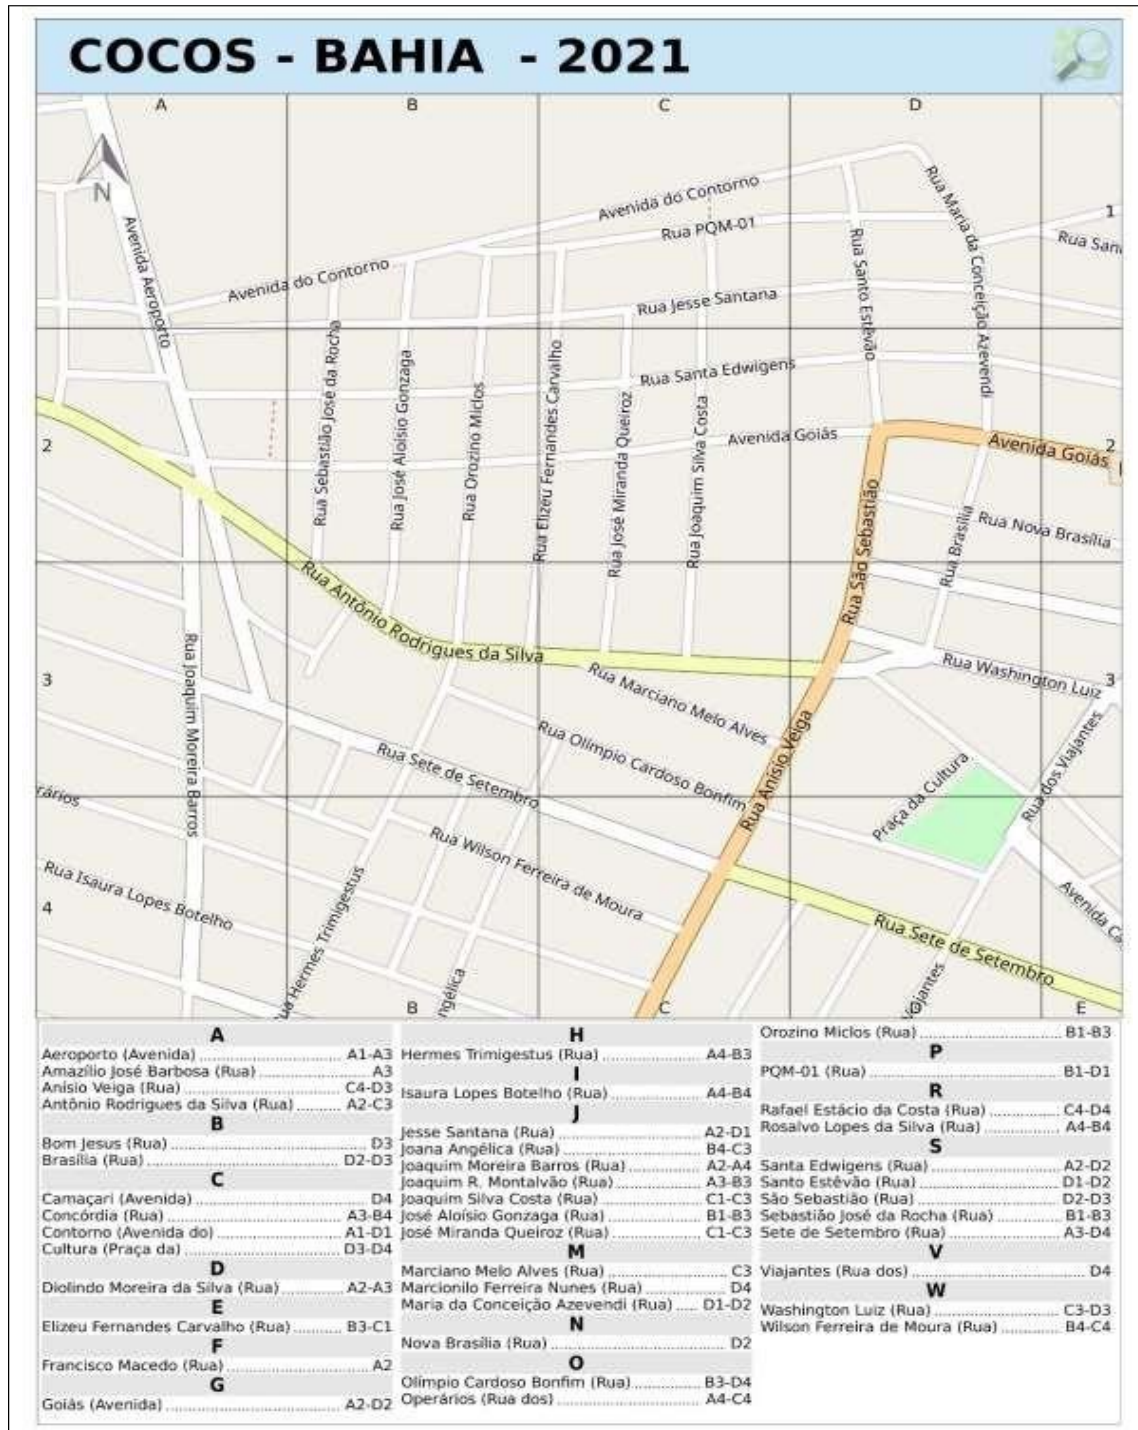 COCOS - BAHIA - 2021
A
B
C
D
N
1
Avenida do Contorno
Rua PQM-01
Rua Maria da Conceição Azevendi
Rua San
Avenida Aeroporto
Avenida do Contorno
Rua Santo Estêvão
Rua Jesse Santana
Rua Santa Edwigens
Rua Sebastião José da Rocha
Rua José Aloísio Gonzaga
Rua Orozino Miclos
Rua Elizeu Fernandes Carvalho
Rua José Miranda Queiroz
Rua Joaquim Silva Costa
Avenida Goiás
Avenida Goiás
2
2
Rua São Sebastião
Rua Brasília
Rua Nova Brasília
Rua Antônio Rodrigues da Silva
Rua Joaquim Moreira Barros
3
3
Rua Marciano Melo Alves
Rua Washington Luiz
Rua Olímpio Cardoso Bonfim
Rua Anísio Veiga
Rua Sete de Setembro
Praça da Cultura
Rua dos Viajantes
rários
Rua Wilson Ferreira de Moura
Rua Isaura Lopes Botelho
4
Rua Hermes Trimigestus
ngélica
Rua Sete de Setembro
Avenida Ca
Viajantes
B
C
D
E
A
Aeroporto (Avenida) A1-A3
Amazílio José Barbosa (Rua) A3
Anísio Veiga (Rua) C4-D3
Antônio Rodrigues da Silva (Rua) A2-C3
B
Bom Jesus (Rua) D3
Brasília (Rua) D2-D3
C
Camaçari (Avenida) D4
Concórdia (Rua) A3-B4
Contorno (Avenida do) A1-D1
Cultura (Praça da) D3-D4
D
Diolindo Moreira da Silva (Rua) A2-A3
E
Elizeu Fernandes Carvalho (Rua) B3-C1
F
Francisco Macedo (Rua) A2
G
Goiás (Avenida) A2-D2
H
Hermes Trimigestus (Rua) A4-B3
I
Isaura Lopes Botelho (Rua) A4-B4
J
Jesse Santana (Rua) A2-D1
Joana Angélica (Rua) B4-C3
Joaquim Moreira Barros (Rua) A2-A4
Joaquim R. Montalvão (Rua) A3-B3
Joaquim Silva Costa (Rua) C1-C3
José Aloísio Gonzaga (Rua) B1-B3
José Miranda Queiroz (Rua) C1-C3
M
Marciano Melo Alves (Rua) C3
Marcionilo Ferreira Nunes (Rua) D4
Maria da Conceição Azevendi (Rua) D1-D2
N
Nova Brasília (Rua) D2
O
Olímpio Cardoso Bonfim (Rua) B3-D4
Operários (Rua dos) A4-C4
Orozino Miclos (Rua) B1-B3
P
PQM-01 (Rua) B1-D1
R
Rafael Estácio da Costa (Rua) C4-D4
Rosalvo Lopes da Silva (Rua) A4-B4
S
Santa Edwigens (Rua) A2-D2
Santo Estêvão (Rua) D1-D2
São Sebastião (Rua) D2-D3
Sebastião José da Rocha (Rua) B1-B3
Sete de Setembro (Rua) A3-D4
V
Viajantes (Rua dos) D4
W
Washington Luiz (Rua) C3-D3
Wilson Ferreira de Moura (Rua) B4-C4